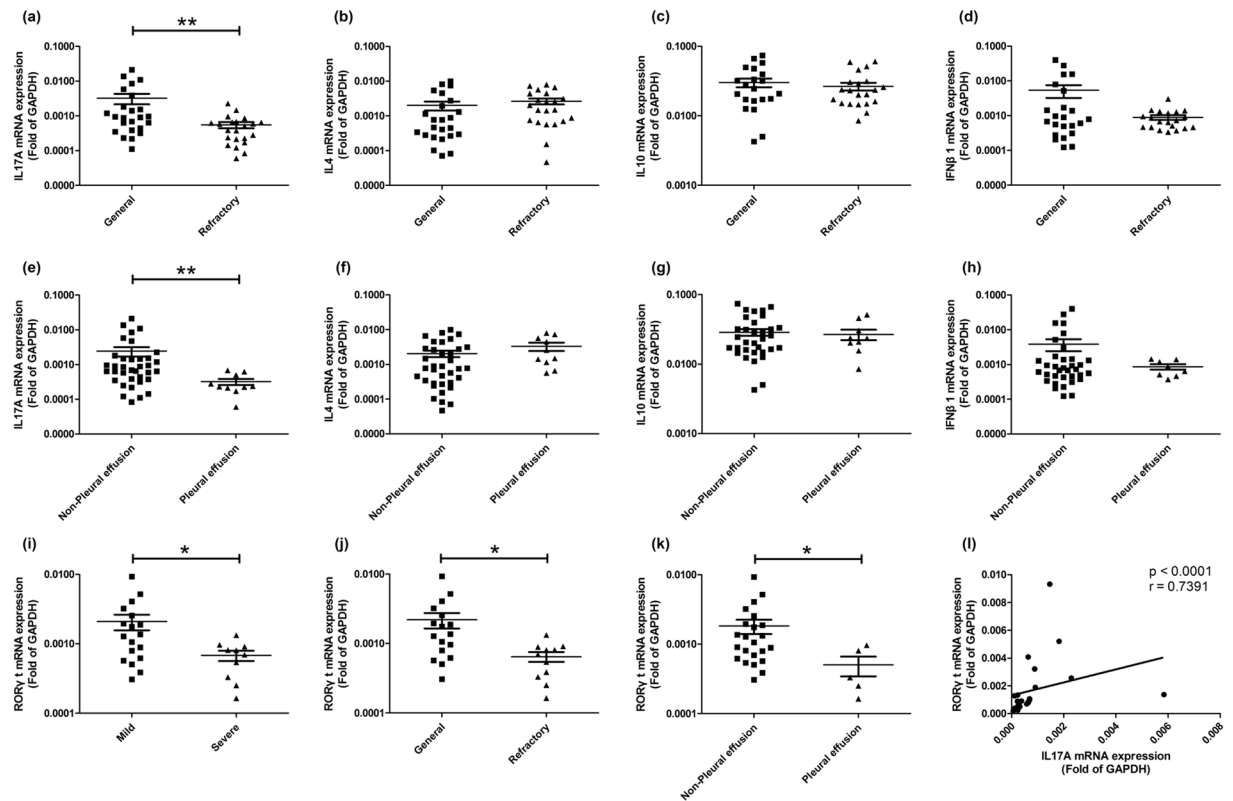 (a)
**
IL17A mRNA expression
(Fold of GAPDH)
0.1000
0.0100
0.0010
0.0001
0.0000
General
Refractory
(b)
IL4 mRNA expression
(Fold of GAPDH)
0.1000
0.0100
0.0010
0.0001
0.0000
General
Refractory
(c)
IL10 mRNA expression
(Fold of GAPDH)
0.1000
0.0100
0.0010
General
Refractory
(d)
IFNβ 1 mRNA expression
(Fold of GAPDH)
0.1000
0.0100
0.0010
0.0001
0.0000
General
Refractory
(e)
**
IL17A mRNA expression
(Fold of GAPDH)
0.1000
0.0100
0.0010
0.0001
0.0000
Non-Pleural effusion
Pleural effusion
(f)
IL4 mRNA expression
(Fold of GAPDH)
0.1000
0.0100
0.0010
0.0001
0.0000
Non-Pleural effusion
Pleural effusion
(g)
IL10 mRNA expression
(Fold of GAPDH)
0.1000
0.0100
0.0010
Non-Pleural effusion
Pleural effusion
(h)
IFNβ 1 mRNA expression
(Fold of GAPDH)
0.1000
0.0100
0.0010
0.0001
0.0000
Non-Pleural effusion
Pleural effusion
(i)
*
RORγ t mRNA expression
(Fold of GAPDH)
0.0100
0.0010
0.0001
Mild
Severe
(j)
*
RORγ t mRNA expression
(Fold of GAPDH)
0.0100
0.0010
0.0001
General
Refractory
(k)
*
RORγ t mRNA expression
(Fold of GAPDH)
0.0100
0.0010
0.0001
Non-Pleural effusion
Pleural effusion
(l)
p < 0.0001
r = 0.7391
RORγ t mRNA expression
(Fold of GAPDH)
0.010
0.008
0.006
0.004
0.002
0.000
0.000
0.002
0.004
0.006
0.008
IL17A mRNA expression
(Fold of GAPDH)